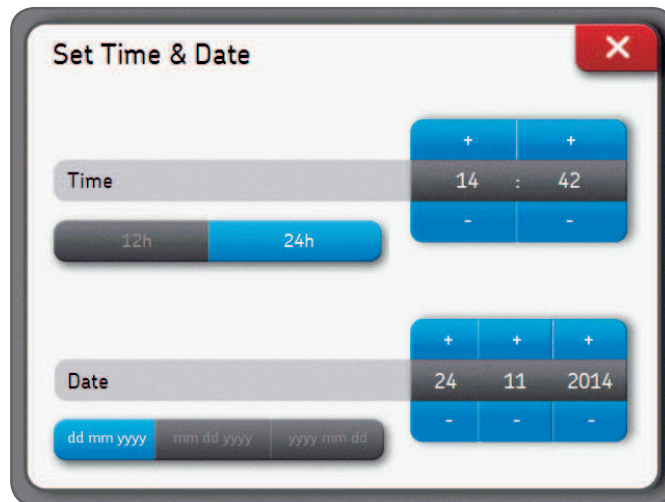 Set Time & Date
+ +
Time 14 : 42
- -
12h 24h
+ + +
Date 24 11 2014
- - -
dd mm yyyy mm dd yyyy yyyy mm dd